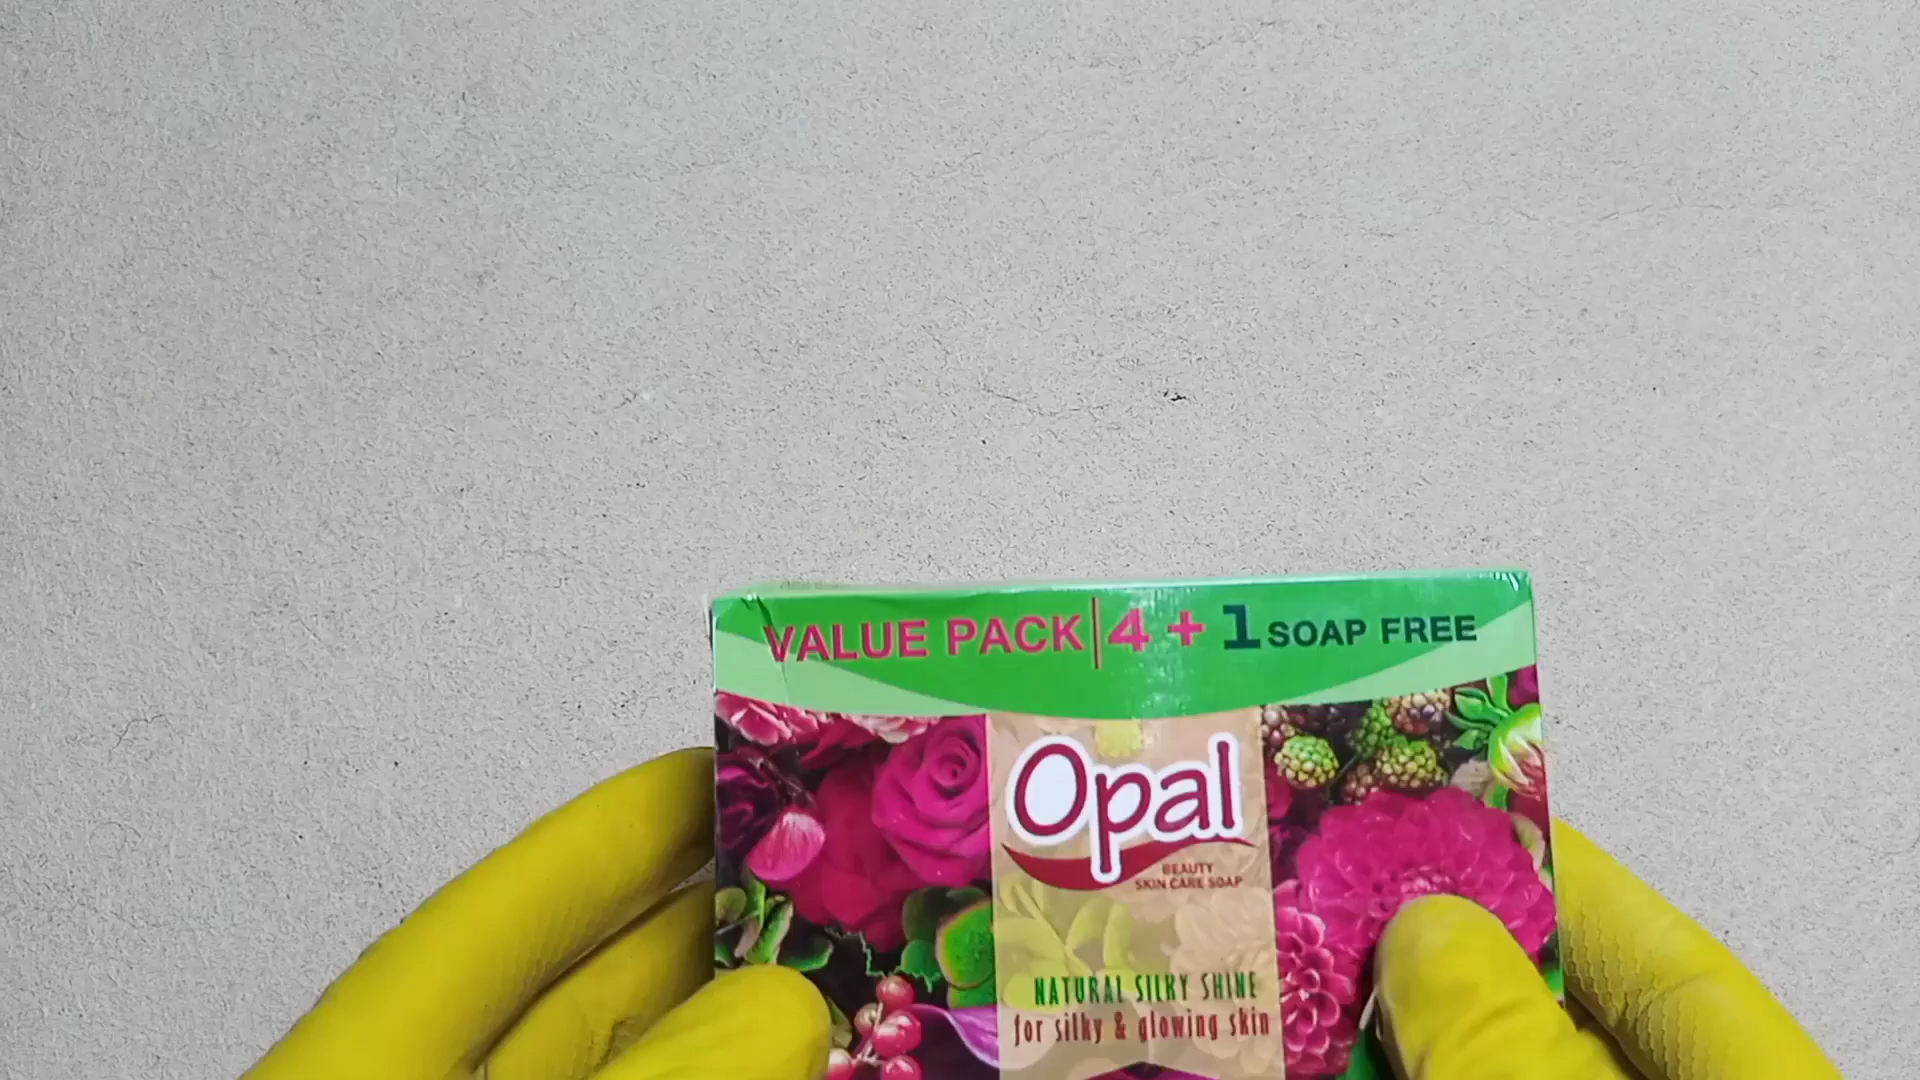 VALUE PACK|4 + 1 SOAP FREE
Opal
BEAUTY
SKIN CARE SOAP
NATURAL SILKY SHINE
for silky & glowing skin